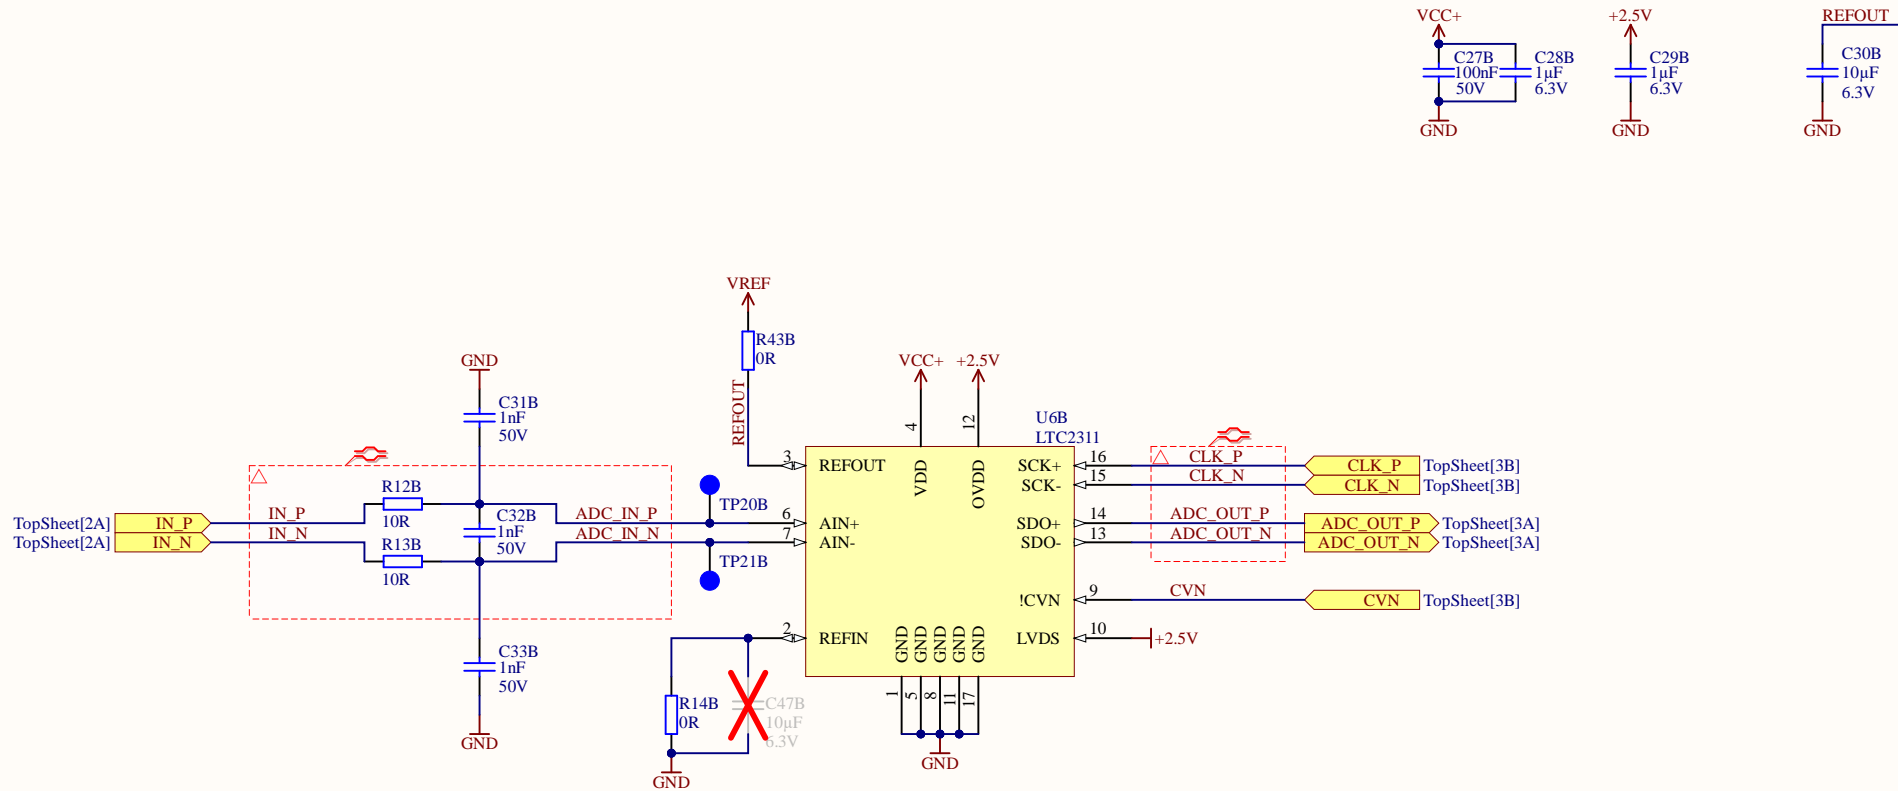 VCC+
+2.5V
REFOUT
C27B
100nF
50V
C28B
1µF
6.3V
C29B
1µF
6.3V
C30B
10µF
6.3V
GND
GND
GND
VREF
R43B
0R
REFOUT
GND
C31B
1nF
50V
VCC+
+2.5V
4
12
U6B
LTC2311
TopSheet[2A]
IN_P
IN_P
TopSheet[2A]
IN_N
IN_N
R12B
10R
R13B
10R
C32B
1nF
50V
ADC_IN_P
ADC_IN_N
TP20B
TP21B
C33B
1nF
50V
GND
3
REFOUT
6
AIN+
7
AIN-
2
REFIN
VDD
OVDD
SCK+
16
SCK-
15
SDO+
14
SDO-
13
!CVN
9
LVDS
10
+2.5V
GND
GND
GND
GND
GND
1
5
8
11
17
GND
CLK_P
CLK_P
TopSheet[3B]
CLK_N
CLK_N
TopSheet[3B]
ADC_OUT_P
ADC_OUT_P
TopSheet[3A]
ADC_OUT_N
ADC_OUT_N
TopSheet[3A]
CVN
CVN
TopSheet[3B]
R14B
0R
C47B
10µF
6.3V
GND